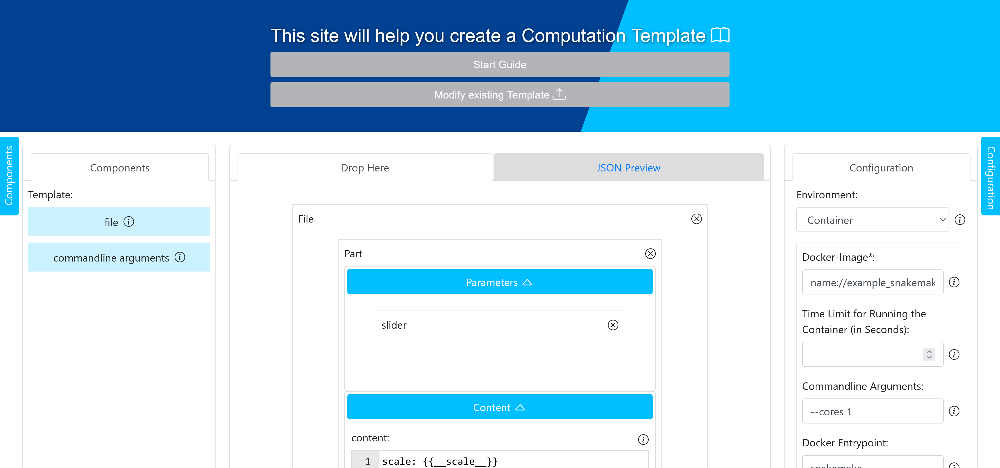 This site will help you create a Computation Template
Start Guide
Modify existing Template
Components
Components
Template:
file
commandline arguments
Drop Here
JSON Preview
File
Part
Parameters
slider
Content
content:
1 scale: {{__scale__}}
Configuration
Configuration
Environment:
Container
Docker-Image*:
name://example_snakemak
Time Limit for Running the
Container (in Seconds):
Commandline Arguments:
--cores 1
Docker Entrypoint:
snakemake